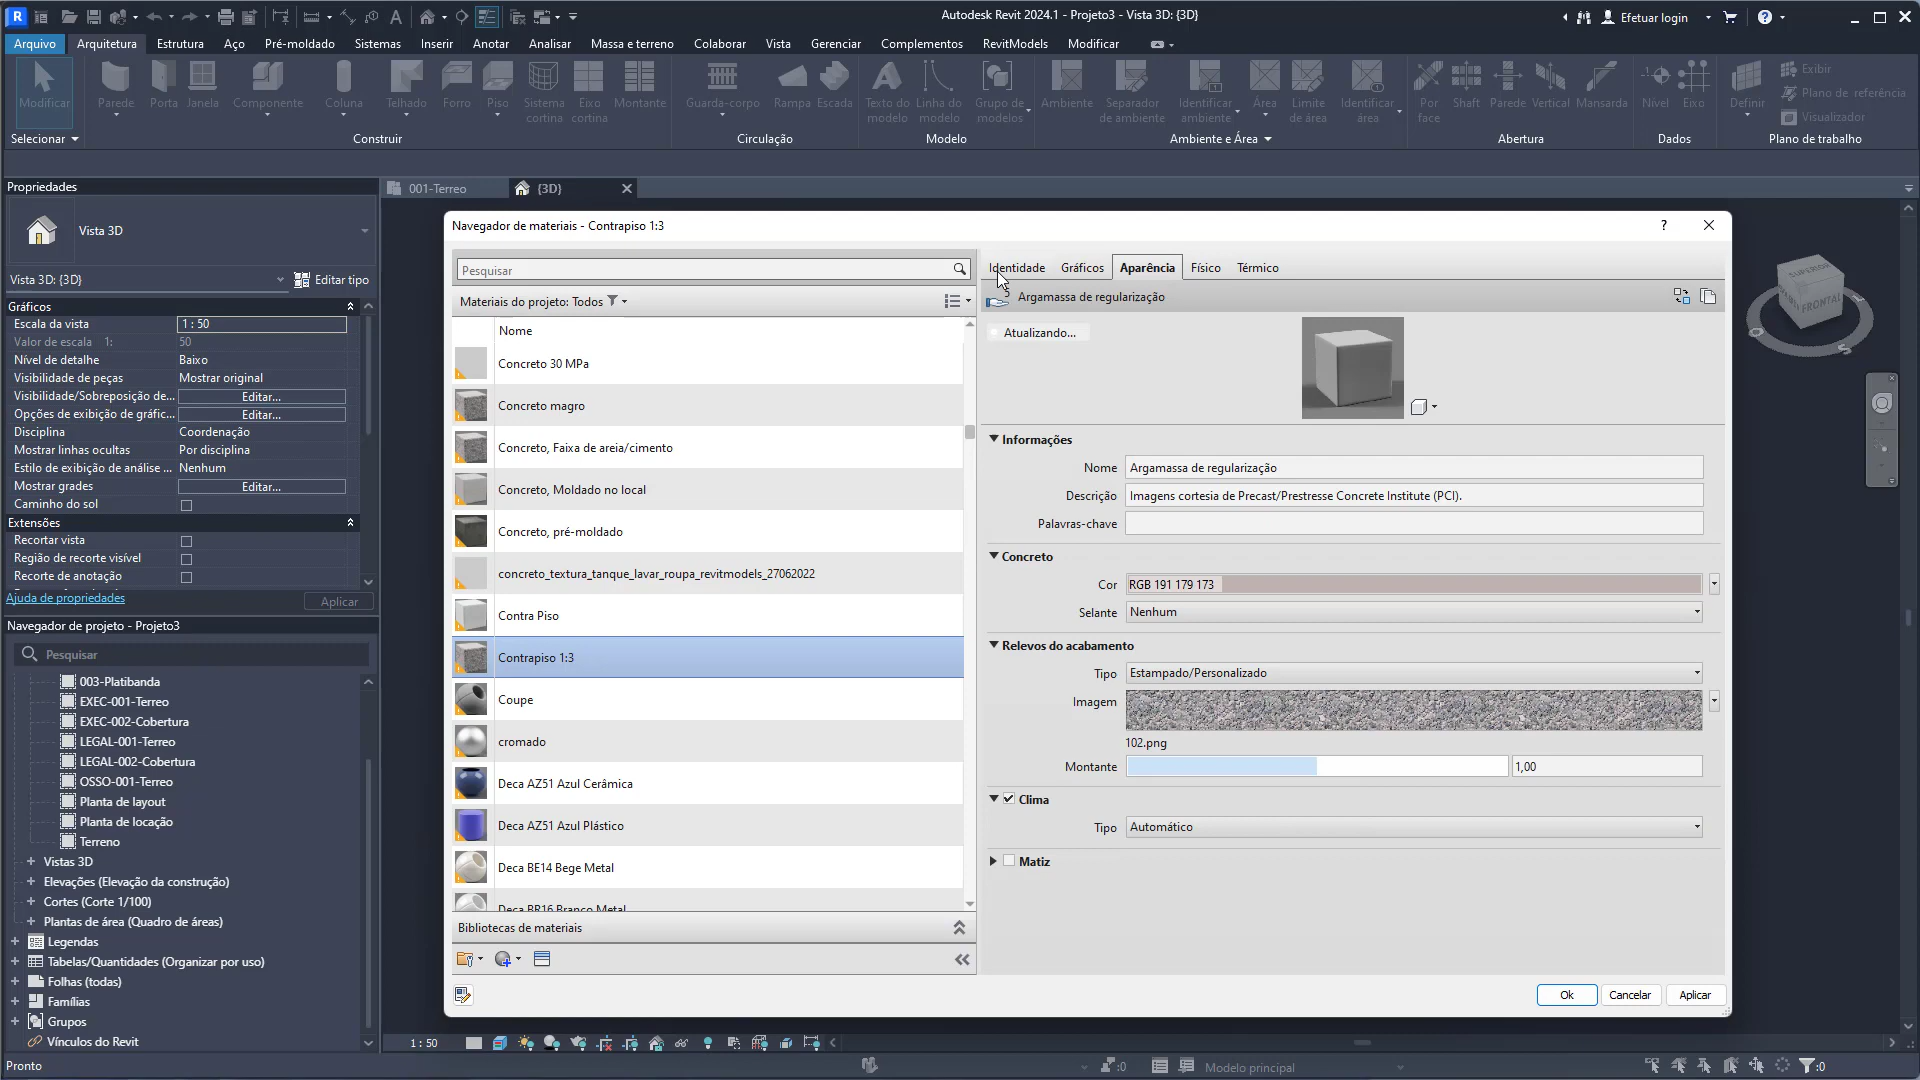 Autodesk Revit 2024.1 - Projeto3 - Vista 3D: {3D}
Efetuar login
Arquivo Arquitetura Estrutura Aço Pré-moldado Sistemas Inserir Anotar Analisar Massa e terreno Colaborar Vista Gerenciar Complementos RevitModels Modificar
Modificar Parede Porta Janela Componente Coluna Telhado Forro Piso Sistema cortina Eixo cortina Montante Guarda-corpo Rampa Escada Texto do modelo Linha do modelo Grupo de modelos Ambiente Separador de ambiente Identificar ambiente Área Limite de área Identificar área Por face Shaft Parede Vertical Mansarda Nível Eixo Definir Exibir
Plano de referência
Visualizador
Selecionar Construir Circulação Modelo Ambiente e Área Abertura Dados Plano de trabalho
Propriedades
001-Terreo {3D}
Vista 3D
Vista 3D: {3D} Editar tipo
Gráficos
Escala da vista 1 : 50
Valor de escala 1: 50
Nível de detalhe Baixo
Visibilidade de peças Mostrar original
Visibilidade/Sobreposição de... Editar...
Opções de exibição de gráfic... Editar...
Disciplina Coordenação
Mostrar linhas ocultas Por disciplina
Estilo de exibição de análise ... Nenhum
Mostrar grades Editar...
Caminho do sol
Extensões
Recortar vista
Região de recorte visível
Recorte de anotação
Ajuda de propriedades Aplicar
Navegador de projeto - Projeto3
Pesquisar
003-Platibanda
EXEC-001-Terreo
EXEC-002-Cobertura
LEGAL-001-Terreo
LEGAL-002-Cobertura
OSSO-001-Terreo
Planta de layout
Planta de locação
Terreno
Vistas 3D
Elevações (Elevação da construção)
Cortes (Corte 1/100)
Plantas de área (Quadro de áreas)
Legendas
Tabelas/Quantidades (Organizar por uso)
Folhas (todas)
Famílias
Grupos
Vínculos do Revit
Navegador de materiais - Contrapiso 1:3
?
Pesquisar
Materiais do projeto: Todos
Nome
Concreto 30 MPa
Concreto magro
Concreto, Faixa de areia/cimento
Concreto, Moldado no local
Concreto, pré-moldado
concreto_textura_tanque_lavar_roupa_revitmodels_27062022
Contra Piso
Contrapiso 1:3
Coupe
cromado
Deca AZ51 Azul Cerâmica
Deca AZ51 Azul Plástico
Deca BE14 Bege Metal
Deca BR16 Branco Metal
Bibliotecas de materiais
Identidade Gráficos Aparência Físico Térmico
5 Argamassa de regularização
Atualizando...
Informações
Nome Argamassa de regularização
Descrição Imagens cortesia de Precast/Prestresse Concrete Institute (PCI).
Palavras-chave
Concreto
Cor RGB 191 179 173
Selante Nenhum
Relevos do acabamento
Tipo Estampado/Personalizado
Imagem
102.png
Montante 1,00
Clima
Tipo Automático
Matiz
Ok Cancelar Aplicar
SUPERIOR
FRONTAL
1 : 50
Pronto
:0
Modelo principal
:0